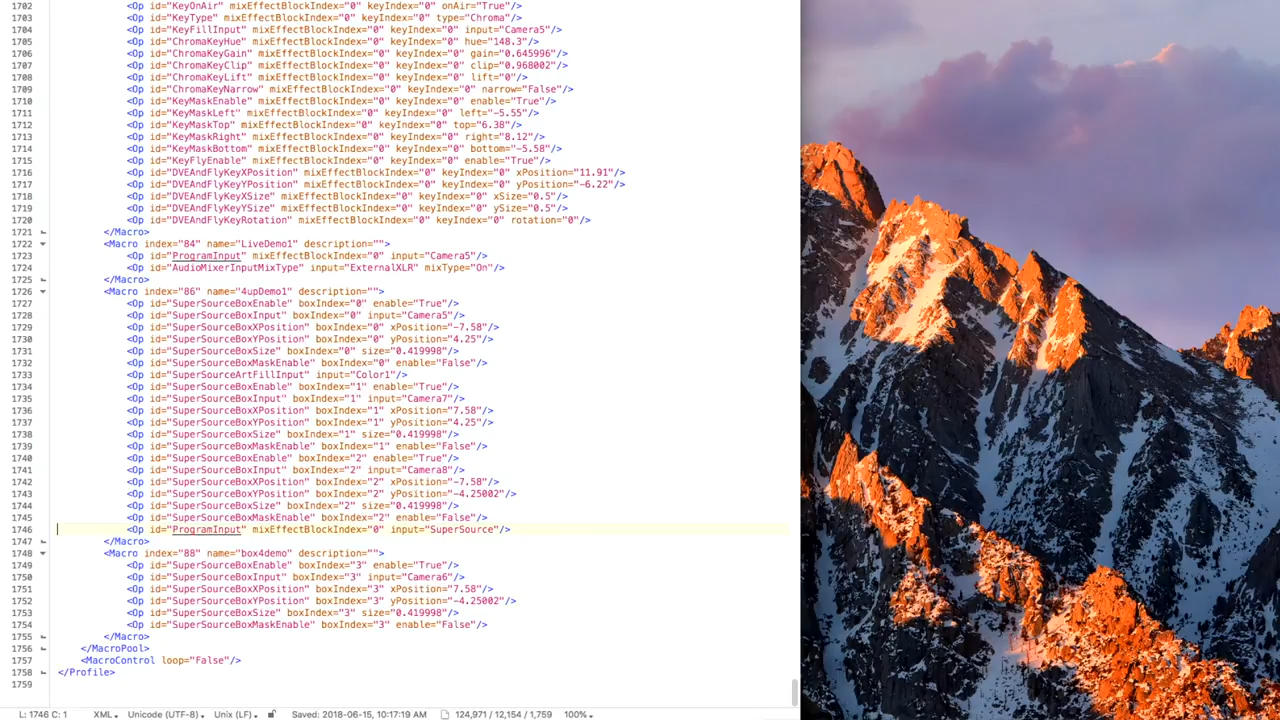 1702 <Op id="KeyOnAir" mixEffectBlockIndex="0" keyIndex="0" onAir="True"/>
1703 <Op id="KeyType" mixEffectBlockIndex="0" keyIndex="0" type="Chroma"/>
1704 <Op id="KeyFillInput" mixEffectBlockIndex="0" keyIndex="0" input="Camera5"/>
1705 <Op id="ChromaKeyHue" mixEffectBlockIndex="0" keyIndex="0" hue="148.3"/>
1706 <Op id="ChromaKeyGain" mixEffectBlockIndex="0" keyIndex="0" gain="0.645996"/>
1707 <Op id="ChromaKeyClip" mixEffectBlockIndex="0" keyIndex="0" clip="0.968002"/>
1708 <Op id="ChromaKeyLift" mixEffectBlockIndex="0" keyIndex="0" lift="0"/>
1709 <Op id="ChromaKeyNarrow" mixEffectBlockIndex="0" keyIndex="0" narrow="False"/>
1710 <Op id="KeyMaskEnable" mixEffectBlockIndex="0" keyIndex="0" enable="True"/>
1711 <Op id="KeyMaskLeft" mixEffectBlockIndex="0" keyIndex="0" left="-5.55"/>
1712 <Op id="KeyMaskTop" mixEffectBlockIndex="0" keyIndex="0" top="6.38"/>
1713 <Op id="KeyMaskRight" mixEffectBlockIndex="0" keyIndex="0" right="8.12"/>
1714 <Op id="KeyMaskBottom" mixEffectBlockIndex="0" keyIndex="0" bottom="-5.58"/>
1715 <Op id="KeyFlyEnable" mixEffectBlockIndex="0" keyIndex="0" enable="True"/>
1716 <Op id="DVEAndFlyKeyXPosition" mixEffectBlockIndex="0" keyIndex="0" xPosition="11.91"/>
1717 <Op id="DVEAndFlyKeyYPosition" mixEffectBlockIndex="0" keyIndex="0" yPosition="-6.22"/>
1718 <Op id="DVEAndFlyKeyXSize" mixEffectBlockIndex="0" keyIndex="0" xSize="0.5"/>
1719 <Op id="DVEAndFlyKeyYSize" mixEffectBlockIndex="0" keyIndex="0" ySize="0.5"/>
1720 <Op id="DVEAndFlyKeyRotation" mixEffectBlockIndex="0" keyIndex="0" rotation="0"/>
1721 </Macro>
1722 <Macro index="84" name="LiveDemo1" description="">
1723 <Op id="ProgramInput" mixEffectBlockIndex="0" input="Camera5"/>
1724 <Op id="AudioMixerInputMixType" input="ExternalXLR" mixType="On"/>
1725 </Macro>
1726 <Macro index="86" name="4upDemo1" description="">
1727 <Op id="SuperSourceBoxEnable" boxIndex="0" enable="True"/>
1728 <Op id="SuperSourceBoxInput" boxIndex="0" input="Camera5"/>
1729 <Op id="SuperSourceBoxXPosition" boxIndex="0" xPosition="-7.58"/>
1730 <Op id="SuperSourceBoxYPosition" boxIndex="0" yPosition="4.25"/>
1731 <Op id="SuperSourceBoxSize" boxIndex="0" size="0.419998"/>
1732 <Op id="SuperSourceBoxMaskEnable" boxIndex="0" enable="False"/>
1733 <Op id="SuperSourceArtFillInput" input="Color1"/>
1734 <Op id="SuperSourceBoxEnable" boxIndex="1" enable="True"/>
1735 <Op id="SuperSourceBoxInput" boxIndex="1" input="Camera7"/>
1736 <Op id="SuperSourceBoxXPosition" boxIndex="1" xPosition="7.58"/>
1737 <Op id="SuperSourceBoxYPosition" boxIndex="1" yPosition="4.25"/>
1738 <Op id="SuperSourceBoxSize" boxIndex="1" size="0.419998"/>
1739 <Op id="SuperSourceBoxMaskEnable" boxIndex="1" enable="False"/>
1740 <Op id="SuperSourceBoxEnable" boxIndex="2" enable="True"/>
1741 <Op id="SuperSourceBoxInput" boxIndex="2" input="Camera8"/>
1742 <Op id="SuperSourceBoxXPosition" boxIndex="2" xPosition="-7.58"/>
1743 <Op id="SuperSourceBoxYPosition" boxIndex="2" yPosition="-4.25002"/>
1744 <Op id="SuperSourceBoxSize" boxIndex="2" size="0.419998"/>
1745 <Op id="SuperSourceBoxMaskEnable" boxIndex="2" enable="False"/>
1746 <Op id="ProgramInput" mixEffectBlockIndex="0" input="SuperSource"/>
1747 </Macro>
1748 <Macro index="88" name="box4demo" description="">
1749 <Op id="SuperSourceBoxEnable" boxIndex="3" enable="True"/>
1750 <Op id="SuperSourceBoxInput" boxIndex="3" input="Camera6"/>
1751 <Op id="SuperSourceBoxXPosition" boxIndex="3" xPosition="7.58"/>
1752 <Op id="SuperSourceBoxYPosition" boxIndex="3" yPosition="-4.25002"/>
1753 <Op id="SuperSourceBoxSize" boxIndex="3" size="0.419998"/>
1754 <Op id="SuperSourceBoxMaskEnable" boxIndex="3" enable="False"/>
1755 </Macro>
1756 </MacroPool>
1757 <MacroControl loop="False"/>
1758 </Profile>
1759
L: 1746 C: 1 XML Unicode (UTF-8) Unix (LF) Saved: 2018-06-15, 10:17:19 AM 124,971 / 12,154 / 1,759 100%